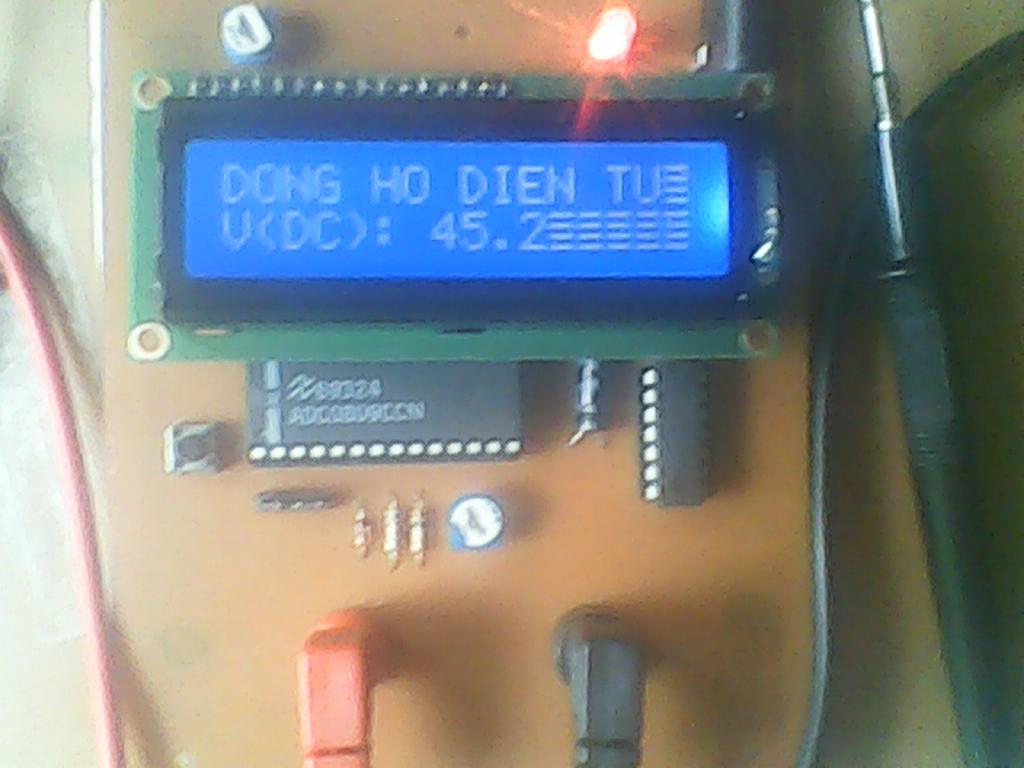 DONG HO DIEN TU
V(DC): 45.2
ADC0809CCN